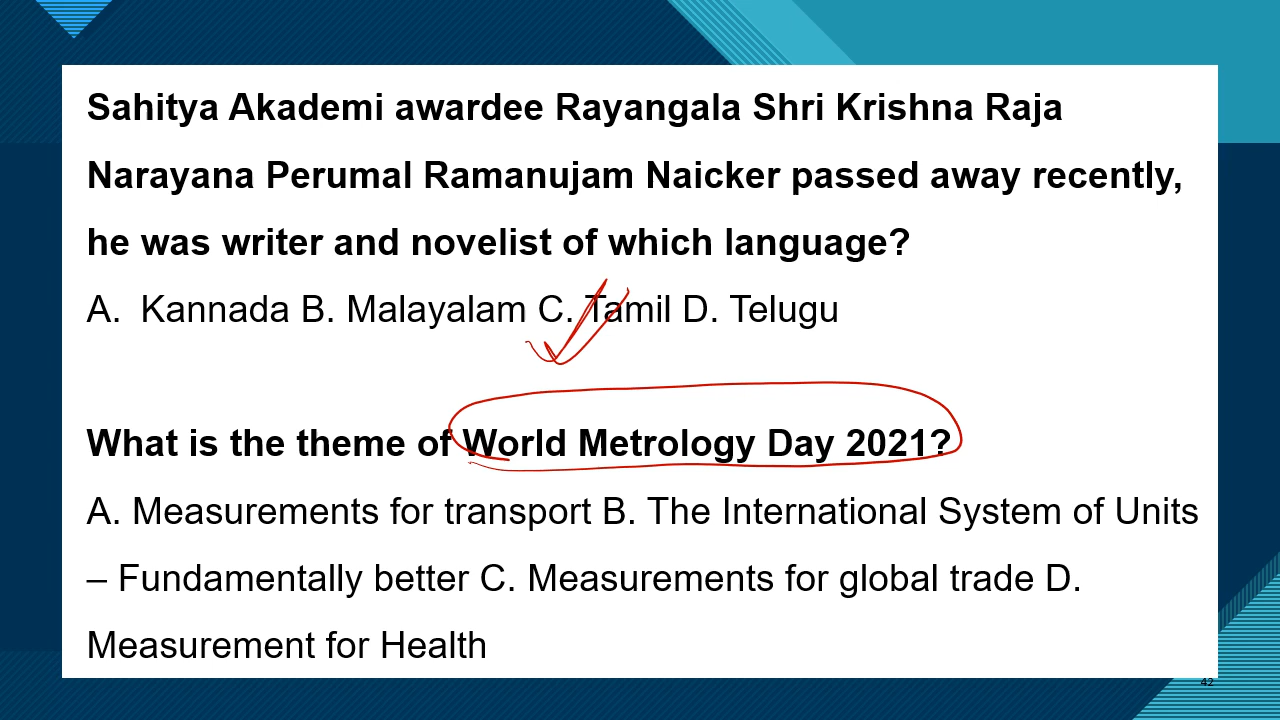 Sahitya Akademi awardee Rayangala Shri Krishna Raja
Narayana Perumal Ramanujam Naicker passed away recently,
he was writer and novelist of which language?
A. Kannada B. Malayalam C. Tamil D. Telugu
What is the theme of World Metrology Day 2021?
A. Measurements for transport B. The International System of Units
– Fundamentally better C. Measurements for global trade D.
Measurement for Health
42